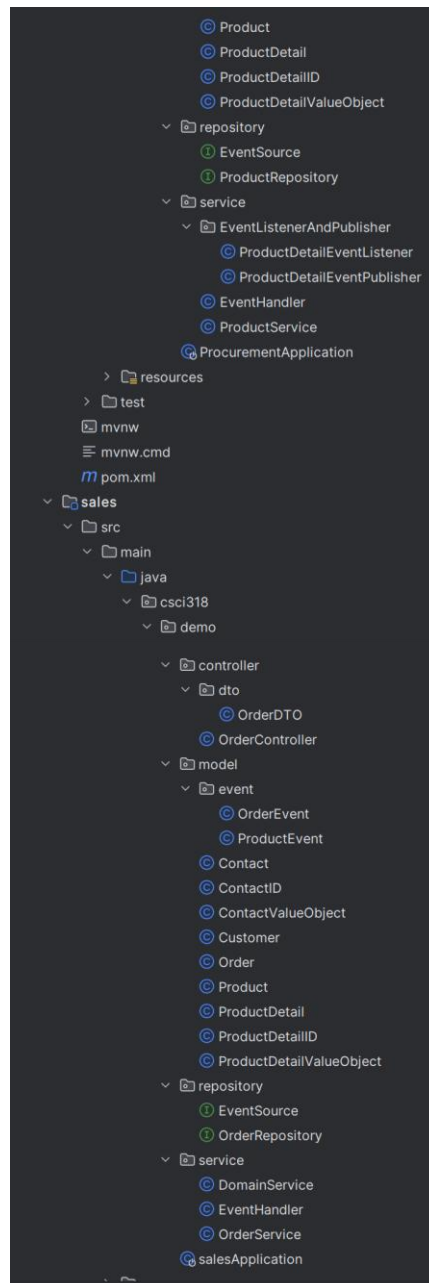 Product
ProductDetail
ProductDetailID
ProductDetailValueObject
repository
EventSource
ProductRepository
service
EventListenerAndPublisher
ProductDetailEventListener
ProductDetailEventPublisher
EventHandler
ProductService
ProcurementApplication
resources
test
mvnw
mvnw.cmd
pom.xml
sales
src
main
java
csci318
demo
controller
dto
OrderDTO
OrderController
model
event
OrderEvent
ProductEvent
Contact
ContactID
ContactValueObject
Customer
Order
Product
ProductDetail
ProductDetailID
ProductDetailValueObject
repository
EventSource
OrderRepository
service
DomainService
EventHandler
OrderService
salesApplication